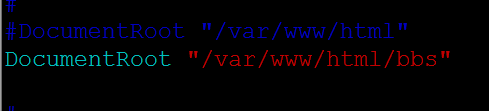 #
#DocumentRoot "/var/www/html"
DocumentRoot "/var/www/html/bbs"
#